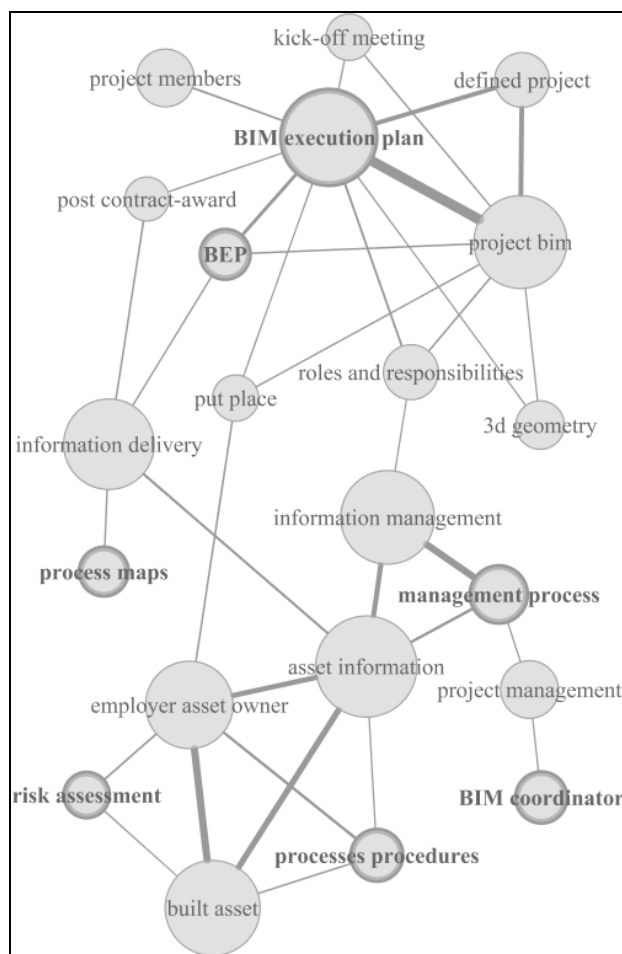 kick-off meeting
project members
defined project
BIM execution plan
post contract-award
BEP
project bim
roles and responsibilities
put place
3d geometry
information delivery
information management
process maps
management process
asset information
project management
employer asset owner
risk assessment
BIM coordinator
processes procedures
built asset